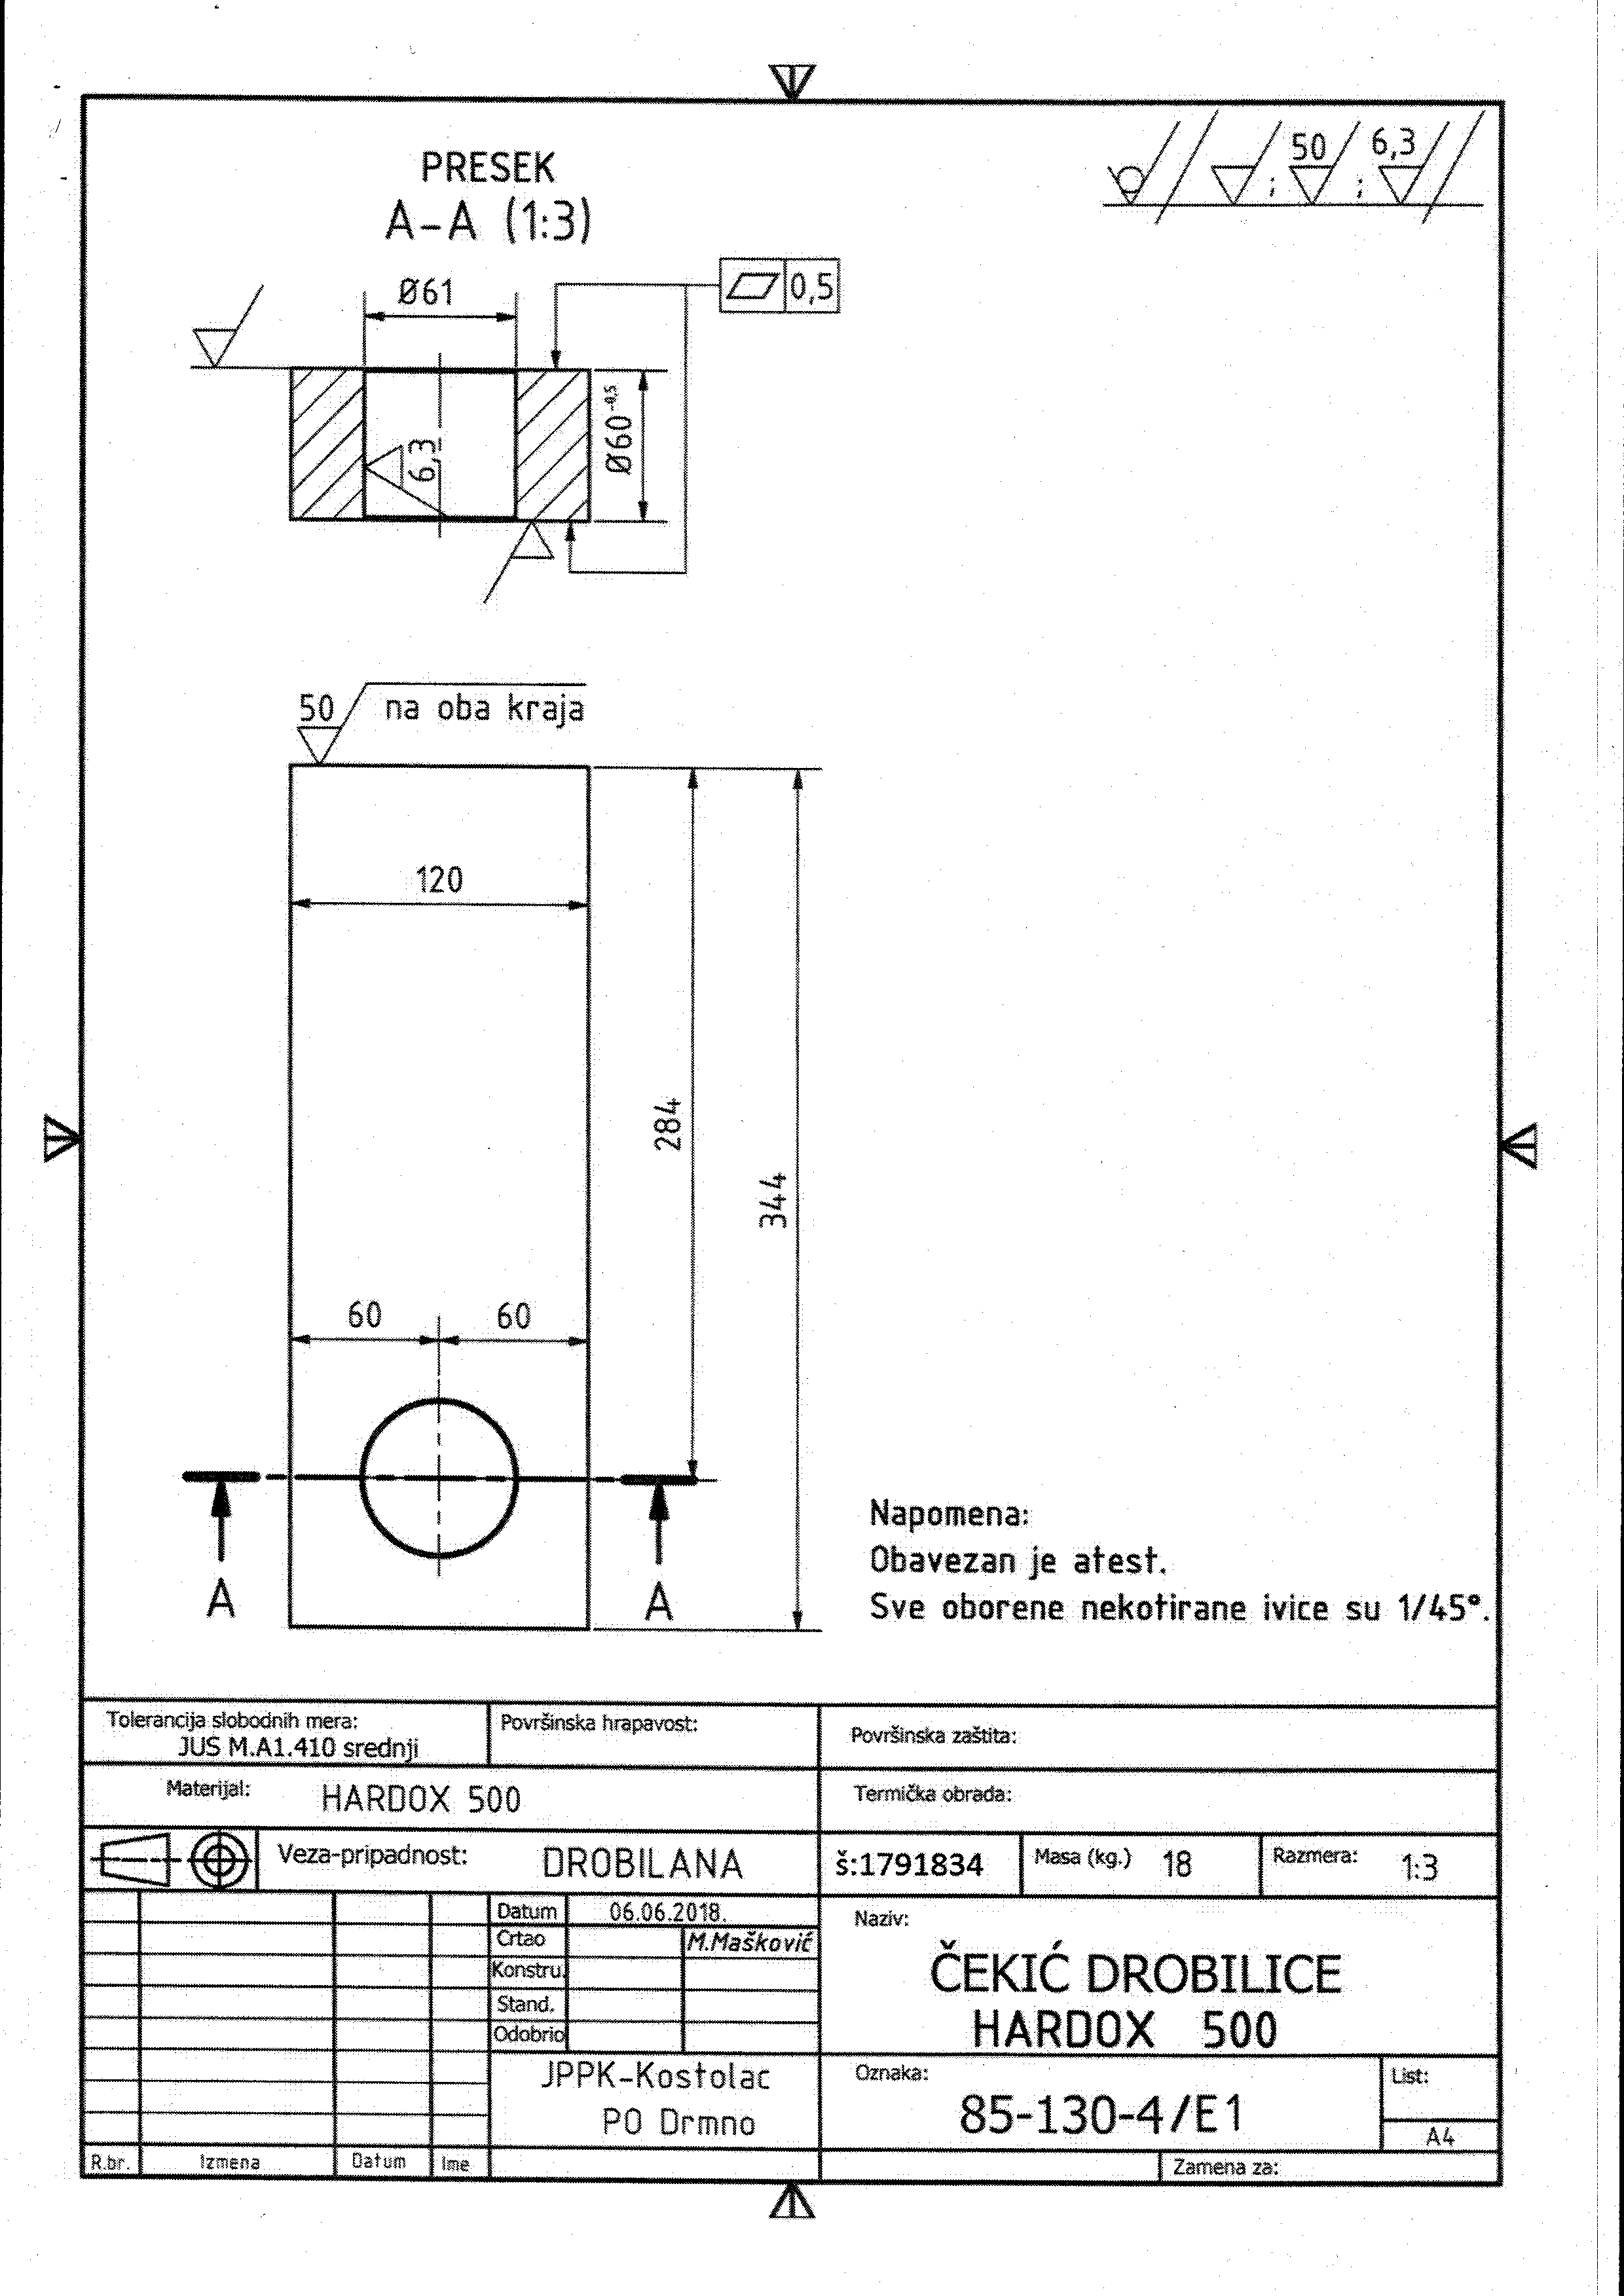 PRESEK
A-A (1:3)
50 6,3
; ;
Ø61
0,5
Ø60 -0,5
6,3
50 na oba kraja
120
284
344
60 60
A A
Napomena:
Obavezan je atest.
Sve oborene nekotirane ivice su 1/45°.
Tolerancija slobodnih mera:
JUS M.A1.410 srednji
Površinska hrapavost:
Površinska zaštita:
Materijal: HARDOX 500
Termička obrada:
Veza-pripadnost: DROBILANA
š:1791834
Masa (kg.) 18
Razmera: 1:3
Datum 06.06.2018.
Crtao M.Mašković
Konstru.
Stand.
Odobrio
Naziv:
ČEKIĆ DROBILICE
HARDOX 500
JPPK-Kostolac
PO Drmno
Oznaka:
85-130-4/E1
List:
A4
R.br. Izmena Datum Ime
Zamena za: